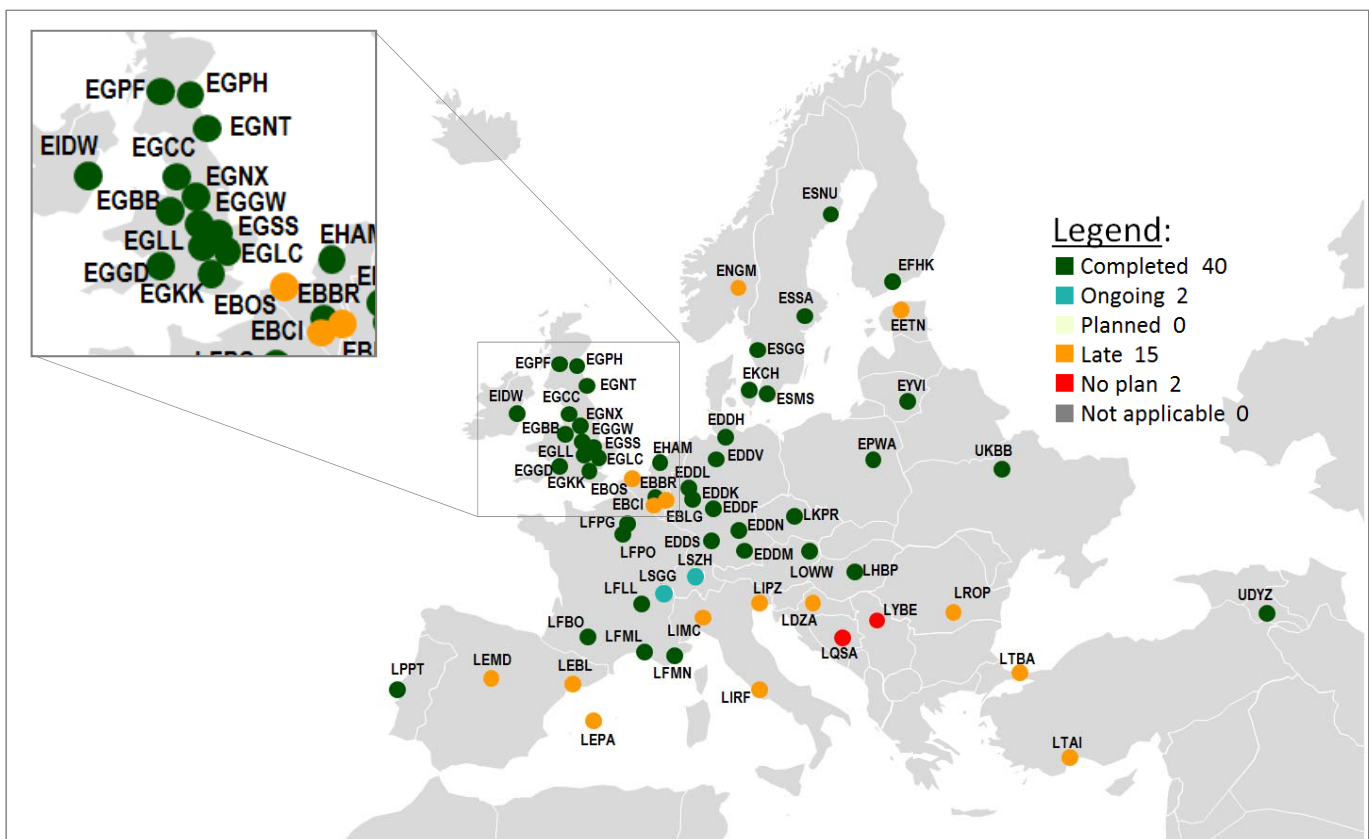 EGPF
EGPH
EGNT
EIDW
EGCC
EGNX
EGBB
EGGW
EGSS
EGLL
EGLC
EHAM
EGGD
EGKK
EBOS
EBBR
EBCI
ESNU
ENGM
EFHK
ESSA
EETN
ESGG
EKCH
ESMS
EYVI
Legend:
Completed 40
Ongoing 2
Planned 0
Late 15
No plan 2
Not applicable 0
EGPF
EGPH
EGNT
EIDW
EGCC
EGNX
EGBB
EGGW
EGSS
EGLL
EGLC
EGGD
EGKK
EBOS
EHAM
EBBR
EBCI
EBLG
EDDH
EDDV
EDDL
EDDK
EDDF
EPWA
UKBB
LFPG
LFPO
EDDN
LKPR
EDDS
EDDM
LSZH
LOWW
LHBP
LSGG
LFLL
LIPZ
LDZA
LYBE
LROP
UDYZ
LFBO
LFML
LIMC
LQSA
LFMN
LPPT
LEMD
LEBL
LIRF
LTBA
LEPA
LTAI